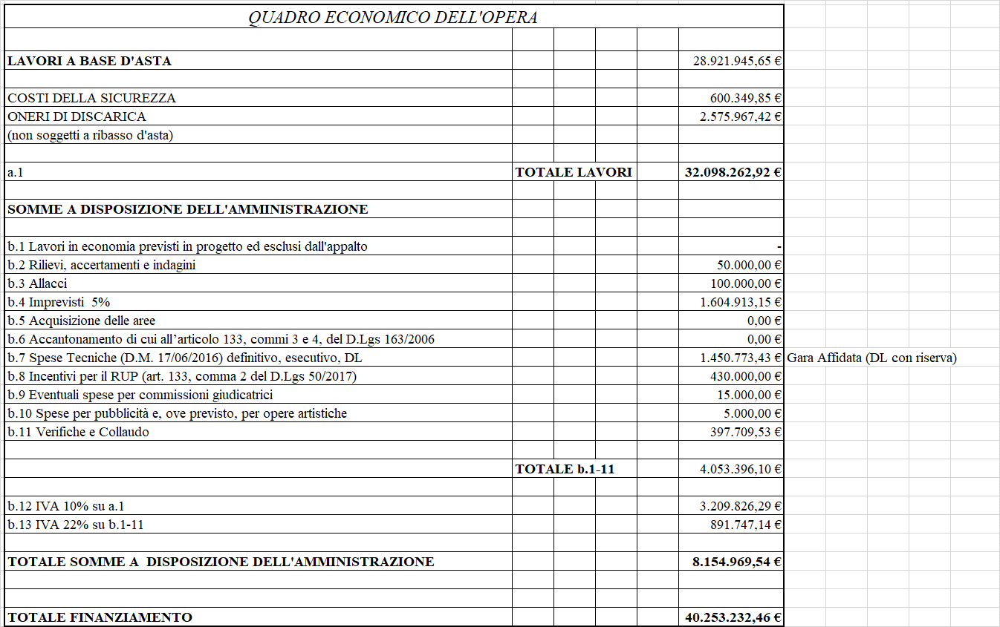 QUADRO ECONOMICO DELL'OPERA
LAVORI A BASE D'ASTA 28.921.945,65 €
COSTI DELLA SICUREZZA 600.349,85 €
ONERI DI DISCARICA 2.575.967,42 €
(non soggetti a ribasso d'asta)
a.1 TOTALE LAVORI 32.098.262,92 €
SOMME A DISPOSIZIONE DELL'AMMINISTRAZIONE
b.1 Lavori in economia previsti in progetto ed esclusi dall'appalto -
b.2 Rilievi, accertamenti e indagini 50.000,00 €
b.3 Allacci 100.000,00 €
b.4 Imprevisti 5% 1.604.913,15 €
b.5 Acquisizione delle aree 0,00 €
b.6 Accantonamento di cui all’articolo 133, commi 3 e 4, del D.Lgs 163/2006 0,00 €
b.7 Spese Tecniche (D.M. 17/06/2016) definitivo, esecutivo, DL 1.450.773,43 € Gara Affidata (DL con riserva)
b.8 Incentivi per il RUP (art. 133, comma 2 del D.Lgs 50/2017) 430.000,00 €
b.9 Eventuali spese per commissioni giudicatrici 15.000,00 €
b.10 Spese per pubblicità e, ove previsto, per opere artistiche 5.000,00 €
b.11 Verifiche e Collaudo 397.709,53 €
TOTALE b.1-11 4.053.396,10 €
b.12 IVA 10% su a.1 3.209.826,29 €
b.13 IVA 22% su b.1-11 891.747,14 €
TOTALE SOMME A DISPOSIZIONE DELL'AMMINISTRAZIONE 8.154.969,54 €
TOTALE FINANZIAMENTO 40.253.232,46 €